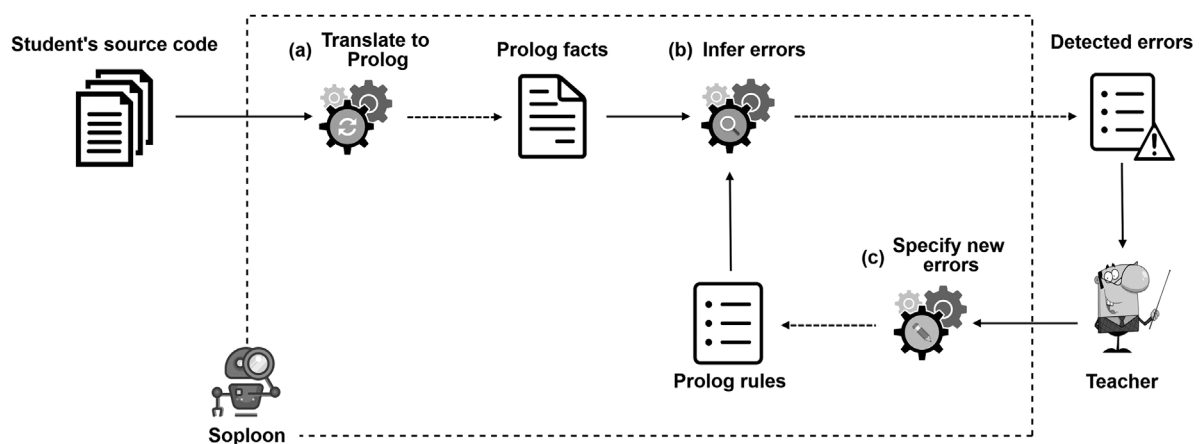 Student's source code
(a) Translate to
Prolog
Prolog facts
(b) Infer errors
Detected errors
(c) Specify new
errors
Prolog rules
Teacher
Soploon